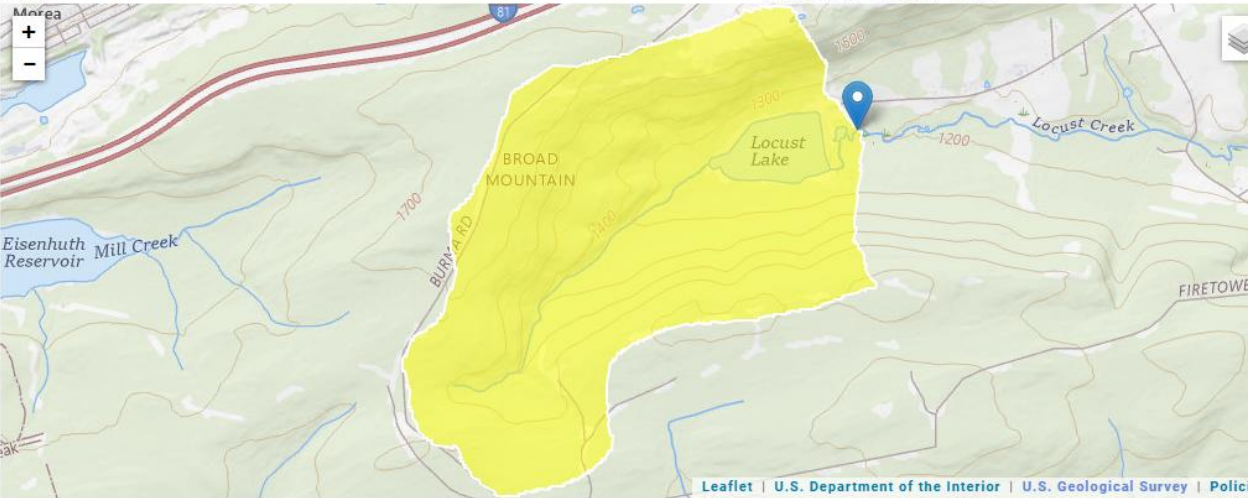 Morea
+
−
81
1500
1300
Locust
Lake
Locust Creek
1200
BROAD
MOUNTAIN
1700
1400
BURMA RD
Eisenhuth
Reservoir
Mill Creek
FIRETOWE
eak
Leaflet | U.S. Department of the Interior | U.S. Geological Survey | Polic